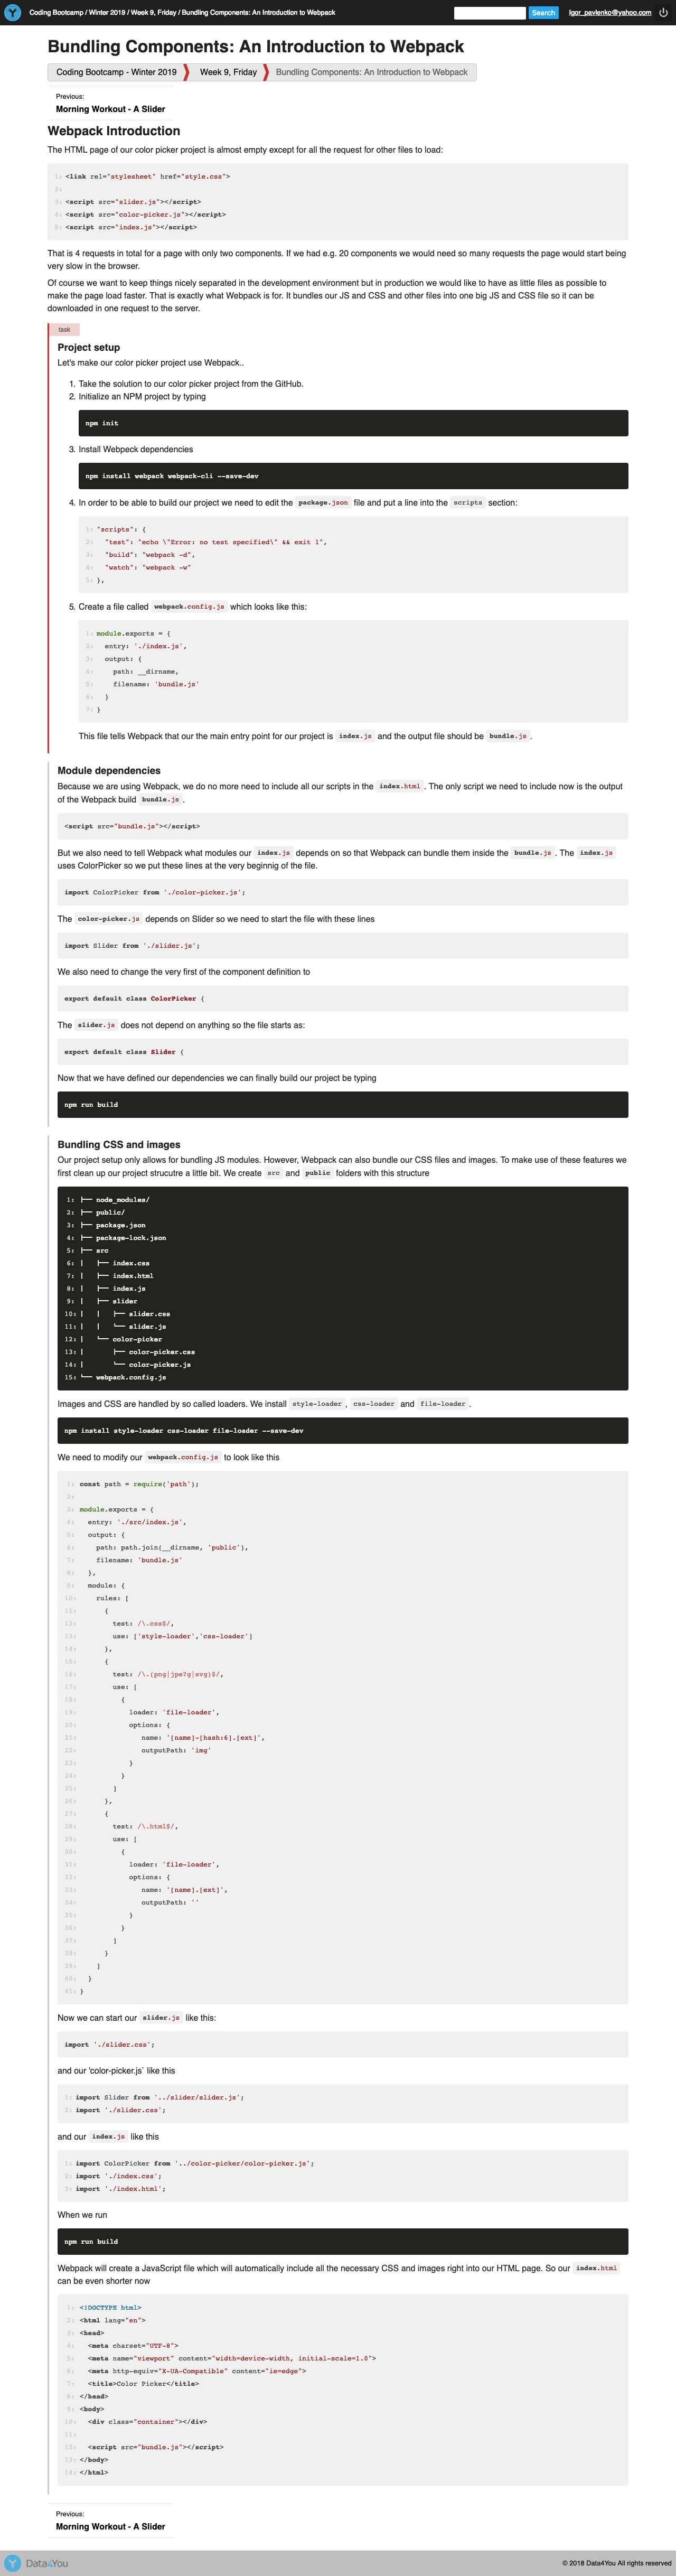 Coding Bootcamp / Winter 2019 / Week 9, Friday / Bundling Components: An Introduction to Webpack
Search
Igor_pavlenko@yahoo.com
Bundling Components: An Introduction to Webpack
Coding Bootcamp - Winter 2019
Week 9, Friday
Bundling Components: An Introduction to Webpack
Previous:
Morning Workout - A Slider
Webpack Introduction
The HTML page of our color picker project is almost empty except for all the request for other files to load:
1: <link rel="stylesheet" href="style.css">
2:
3: <script src="slider.js"></script>
4: <script src="color-picker.js"></script>
5: <script src="index.js"></script>
That is 4 requests in total for a page with only two components. If we had e.g. 20 components we would need so many requests the page would start being
very slow in the browser.
Of course we want to keep things nicely separated in the development environment but in production we would like to have as little files as possible to
make the page load faster. That is exactly what Webpack is for. It bundles our JS and CSS and other files into one big JS and CSS file so it can be
downloaded in one request to the server.
task
Project setup
Let's make our color picker project use Webpack..
1. Take the solution to our color picker project from the GitHub.
2. Initialize an NPM project by typing
npm init
3. Install Webpeck dependencies
npm install webpack webpack-cli --save-dev
4. In order to be able to build our project we need to edit the package.json file and put a line into the scripts section:
1: "scripts": {
2:   "test": "echo \"Error: no test specified\" && exit 1",
3:   "build": "webpack -d",
4:   "watch": "webpack -w"
5: },
5. Create a file called webpack.config.js which looks like this:
1: module.exports = {
2:   entry: './index.js',
3:   output: {
4:     path: __dirname,
5:     filename: 'bundle.js'
6:   }
7: }
This file tells Webpack that our the main entry point for our project is index.js and the output file should be bundle.js .
Module dependencies
Because we are using Webpack, we do no more need to include all our scripts in the index.html . The only script we need to include now is the output
of the Webpack build bundle.js .
<script src="bundle.js"></script>
But we also need to tell Webpack what modules our index.js depends on so that Webpack can bundle them inside the bundle.js . The index.js
uses ColorPicker so we put these lines at the very beginnig of the file.
import ColorPicker from './color-picker.js';
The color-picker.js depends on Slider so we need to start the file with these lines
import Slider from './slider.js';
We also need to change the very first of the component definition to
export default class ColorPicker {
The slider.js does not depend on anything so the file starts as:
export default class Slider {
Now that we have defined our dependencies we can finally build our project be typing
npm run build
Bundling CSS and images
Our project setup only allows for bundling JS modules. However, Webpack can also bundle our CSS files and images. To make use of these features we
first clean up our project strucutre a little bit. We create src and public folders with this structure
1: ├── node_modules/
2: ├── public/
3: ├── package.json
4: ├── package-lock.json
5: ├── src
6: |   ├── index.css
7: |   ├── index.html
8: |   ├── index.js
9: |   ├── slider
10: |   |   ├── slider.css
11: |   |   └── slider.js
12: |   └── color-picker
13: |       ├── color-picker.css
14: |       └── color-picker.js
15: └── webpack.config.js
Images and CSS are handled by so called loaders. We install style-loader , css-loader and file-loader .
npm install style-loader css-loader file-loader --save-dev
We need to modify our webpack.config.js to look like this
1: const path = require('path');
2:
3: module.exports = {
4:   entry: './src/index.js',
5:   output: {
6:     path: path.join(__dirname, 'public'),
7:     filename: 'bundle.js'
8:   },
9:   module: {
10:     rules: [
11:       {
12:         test: /\.css$/,
13:         use: ['style-loader','css-loader']
14:       },
15:       {
16:         test: /\.(png|jpe?g|svg)$/,
17:         use: [
18:           {
19:             loader: 'file-loader',
20:             options: {
21:                name: '[name]-[hash:6].[ext]',
22:                outputPath: 'img'
23:             }
24:           }
25:         ]
26:       },
27:       {
28:         test: /\.html$/,
29:         use: [
30:           {
31:             loader: 'file-loader',
32:             options: {
33:                name: '[name].[ext]',
34:                outputPath: ''
35:             }
36:           }
37:         ]
38:       }
39:     ]
40:   }
41: }
Now we can start our slider.js like this:
import './slider.css';
and our 'color-picker.js` like this
1: import Slider from '../slider/slider.js';
2: import './slider.css';
and our index.js like this
1: import ColorPicker from '../color-picker/color-picker.js';
2: import './index.css';
3: import './index.html';
When we run
npm run build
Webpack will create a JavaScript file which will automatically include all the necessary CSS and images right into our HTML page. So our index.html
can be even shorter now
1: <!DOCTYPE html>
2: <html lang="en">
3: <head>
4:   <meta charset="UTF-8">
5:   <meta name="viewport" content="width=device-width, initial-scale=1.0">
6:   <meta http-equiv="X-UA-Compatible" content="ie=edge">
7:   <title>Color Picker</title>
8: </head>
9: <body>
10:   <div class="container"></div>
11:
12:   <script src="bundle.js"></script>
13: </body>
14: </html>
Previous:
Morning Workout - A Slider
Data4You
© 2018 Data4You All rights reserved